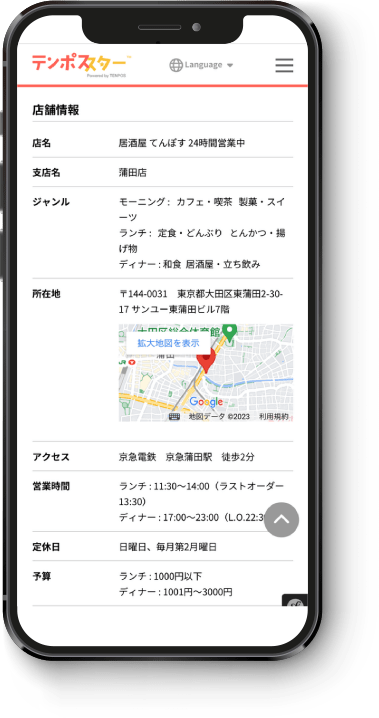 テンポスター
Powered by TENPOS
Language
店舗情報
店名
居酒屋 てんぽす 24時間営業中
支店名
蒲田店
ジャンル
モーニング : カフェ・喫茶 製菓・スイ
ーツ
ランチ : 定食・どんぶり とんかつ・揚
げ物
ディナー : 和食 居酒屋・立ち飲み
所在地
〒144-0031 東京都大田区東蒲田2-30-
17 サンユー東蒲田ビル7階
大田区総合体育館
拡大地図を表示
蒲田
Google
地図データ ©2023 利用規約
アクセス
京急電鉄 京急蒲田駅 徒歩2分
営業時間
ランチ : 11:30〜14:00（ラストオーダー
13:30）
ディナー : 17:00〜23:00（L.O.22:3
定休日
日曜日、毎月第2月曜日
予算
ランチ : 1000円以下
ディナー : 1001円〜3000円